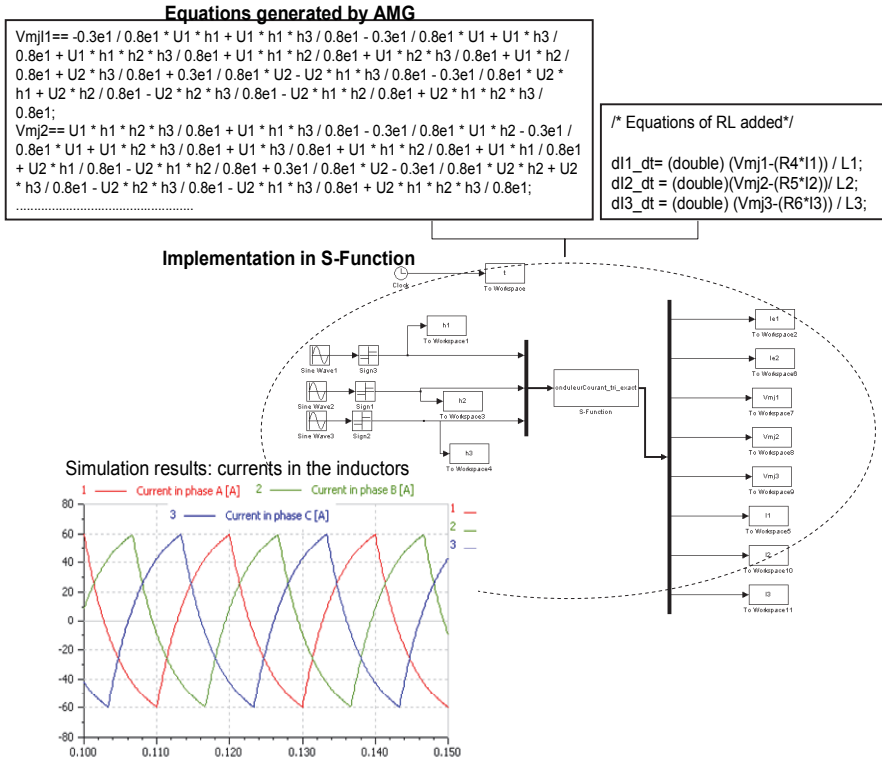 Equations generated by AMG
Vmjl1== -0.3e1 / 0.8e1 * U1 * h1 + U1 * h1 * h3 / 0.8e1 - 0.3e1 / 0.8e1 * U1 + U1 * h3 /
0.8e1 + U1 * h1 * h2 * h3 / 0.8e1 + U1 * h1 * h2 / 0.8e1 + U1 * h2 * h3 / 0.8e1 + U1 * h2 /
0.8e1 + U2 * h3 / 0.8e1 + 0.3e1 / 0.8e1 * U2 - U2 * h1 * h3 / 0.8e1 - 0.3e1 / 0.8e1 * U2 *
h1 + U2 * h2 / 0.8e1 - U2 * h2 * h3 / 0.8e1 - U2 * h1 * h2 / 0.8e1 + U2 * h1 * h2 * h3 /
0.8e1;
Vmj2== U1 * h1 * h2 * h3 / 0.8e1 + U1 * h1 * h3 / 0.8e1 - 0.3e1 / 0.8e1 * U1 * h2 - 0.3e1 /
0.8e1 * U1 + U1 * h2 * h3 / 0.8e1 + U1 * h3 / 0.8e1 + U1 * h1 * h2 / 0.8e1 + U1 * h1 / 0.8e1
+ U2 * h1 / 0.8e1 - U2 * h1 * h2 / 0.8e1 + 0.3e1 / 0.8e1 * U2 - 0.3e1 / 0.8e1 * U2 * h2 + U2
* h3 / 0.8e1 - U2 * h2 * h3 / 0.8e1 - U2 * h1 * h3 / 0.8e1 + U2 * h1 * h2 * h3 / 0.8e1;
.....................................................
/* Equations of RL added*/
dI1_dt= (double) (Vmj1-(R4*I1)) / L1;
dI2_dt = (double)(Vmj2-(R5*I2))/ L2;
dI3_dt = (double) (Vmj3-(R6*I3)) / L3;
Implementation in S-Function
Clock
t
To Workspace
h1
To Workspace1
Sine Wave1
Sign3
Sine Wave2
Sign1
h2
To Workspace3
Sine Wave3
Sign2
h3
To Workspace4
onduleurCourant_tri_exact
S-Function
Ie1
To Workspace2
Ie2
To Workspace6
Vmj1
To Workspace7
Vmj2
To Workspace8
Vmj3
To Workspace9
I1
To Workspace5
I2
To Workspace10
I3
To Workspace11
Simulation results: currents in the inductors
1 Current in phase A [A] 2 Current in phase B [A]
3 Current in phase C [A]
1
2
3
80
60
40
20
0
-20
-40
-60
-80
0.100 0.110 0.120 0.130 0.140 0.150